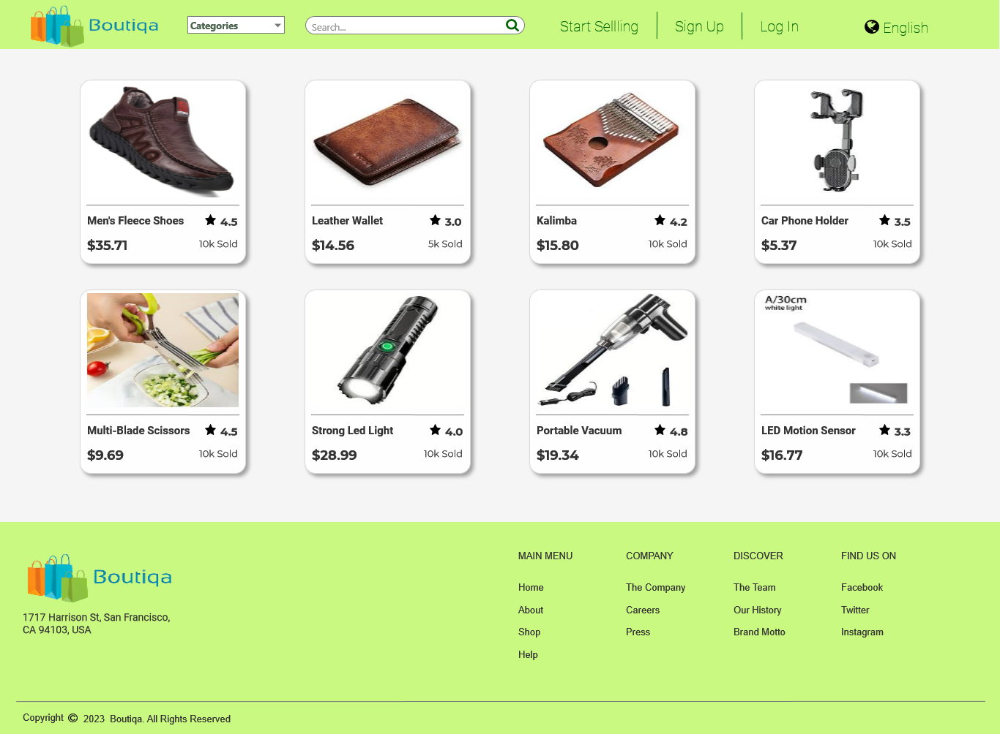 Boutiqa
Categories
Search...
Start Sellling
Sign Up
Log In
English
AMO
Men's Fleece Shoes 4.5
$35.71 10k Sold
Leather Wallet 3.0
$14.56 5k Sold
Kalimba 4.2
$15.80 10k Sold
Car Phone Holder 3.5
$5.37 10k Sold
Multi-Blade Scissors 4.5
$9.69 10k Sold
Strong Led Light 4.0
$28.99 10k Sold
Portable Vacuum 4.8
$19.34 10k Sold
A/30cm
white light
LED Motion Sensor 3.3
$16.77 10k Sold
Boutiqa
1717 Harrison St, San Francisco,
CA 94103, USA
MAIN MENU
Home
About
Shop
Help
COMPANY
The Company
Careers
Press
DISCOVER
The Team
Our History
Brand Motto
FIND US ON
Facebook
Twitter
Instagram
Copyright © 2023 Boutiqa. All Rights Reserved